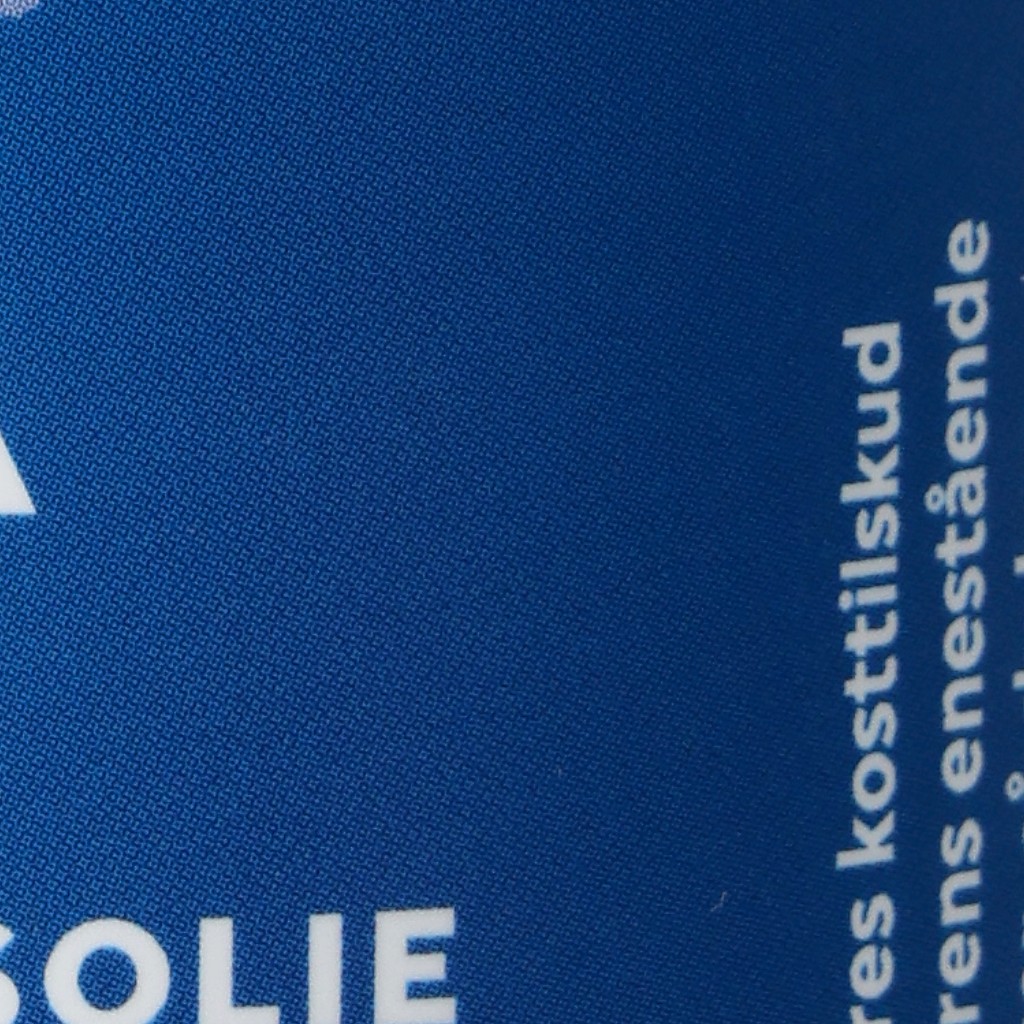 A
SOLIE
res kosttilskud
rens enestående